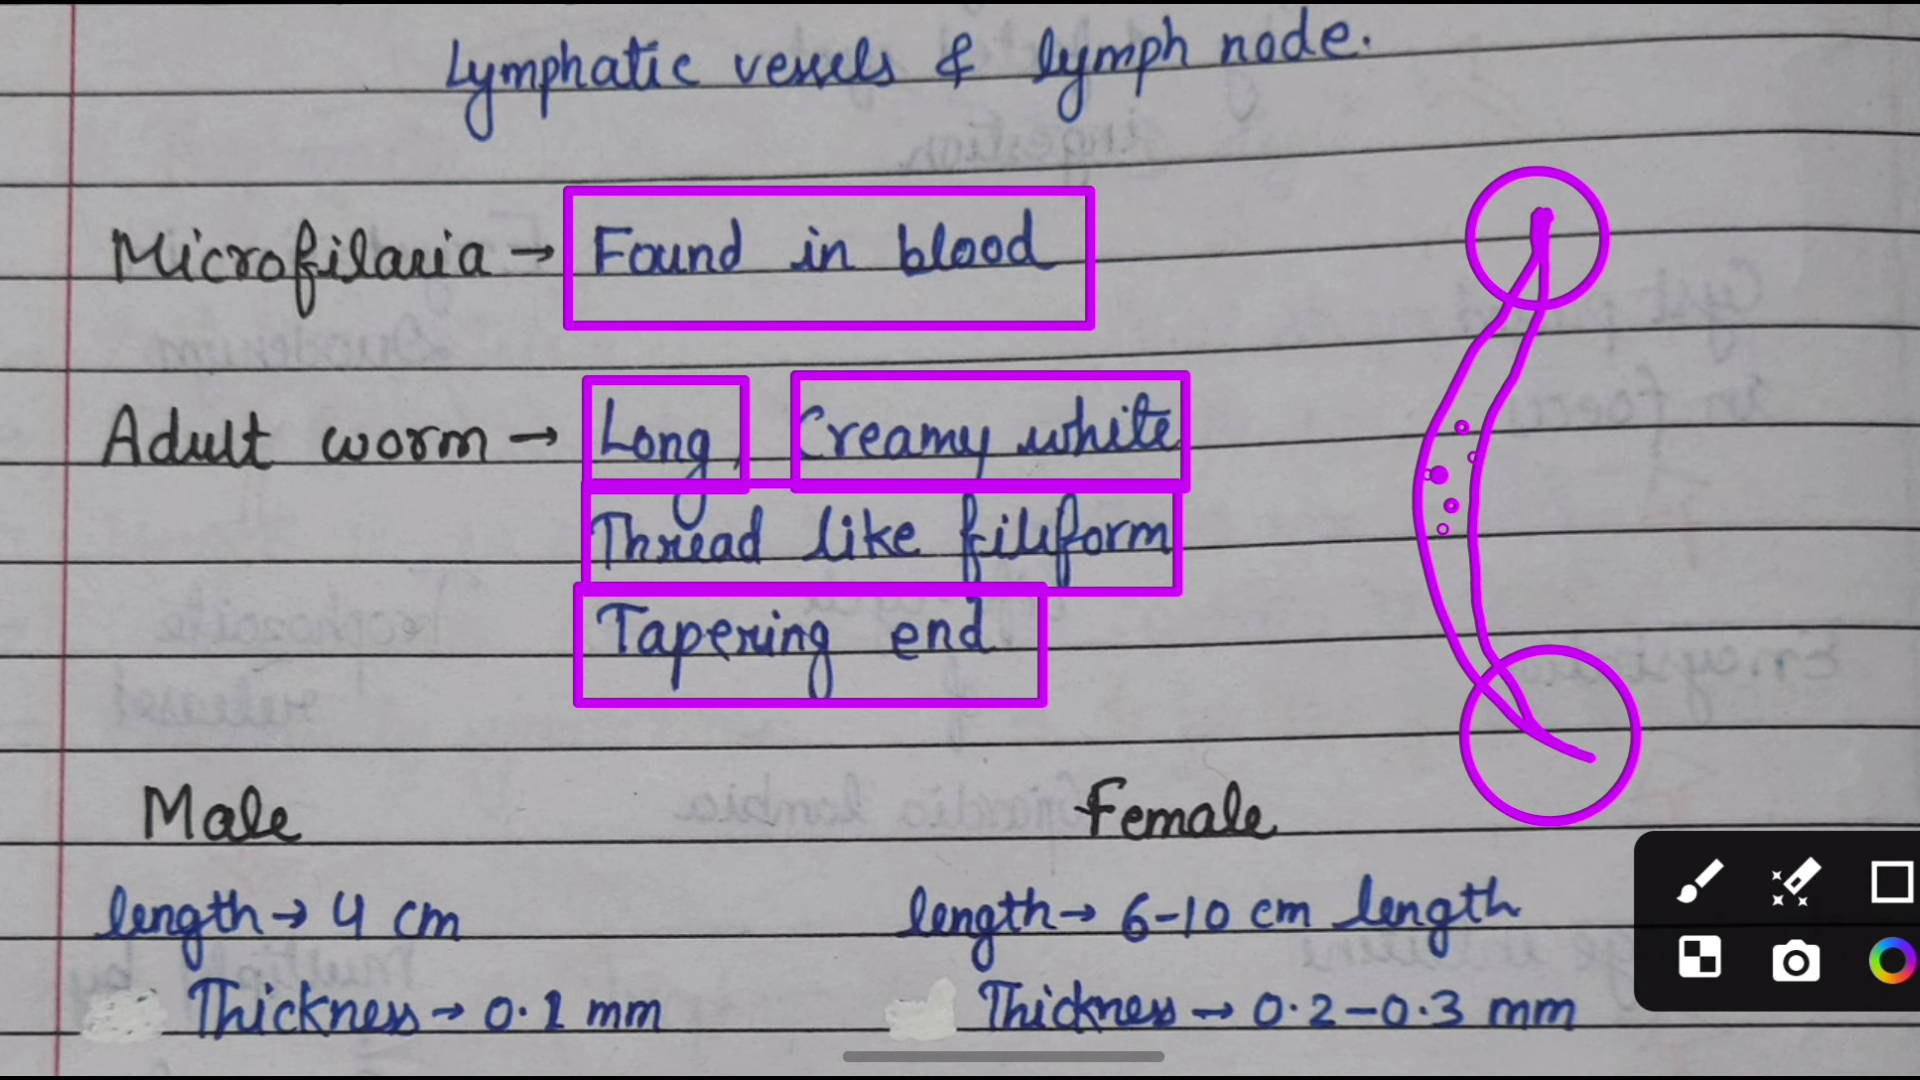 Lymphatic vessels & lymph node.
Microfilaria → Found in blood
Adult worm → Long, Creamy white
Thread like filiform
Tapering end
Male Female
length → 4 cm length → 6-10 cm length
Thickness → 0.1 mm Thickness → 0.2-0.3 mm